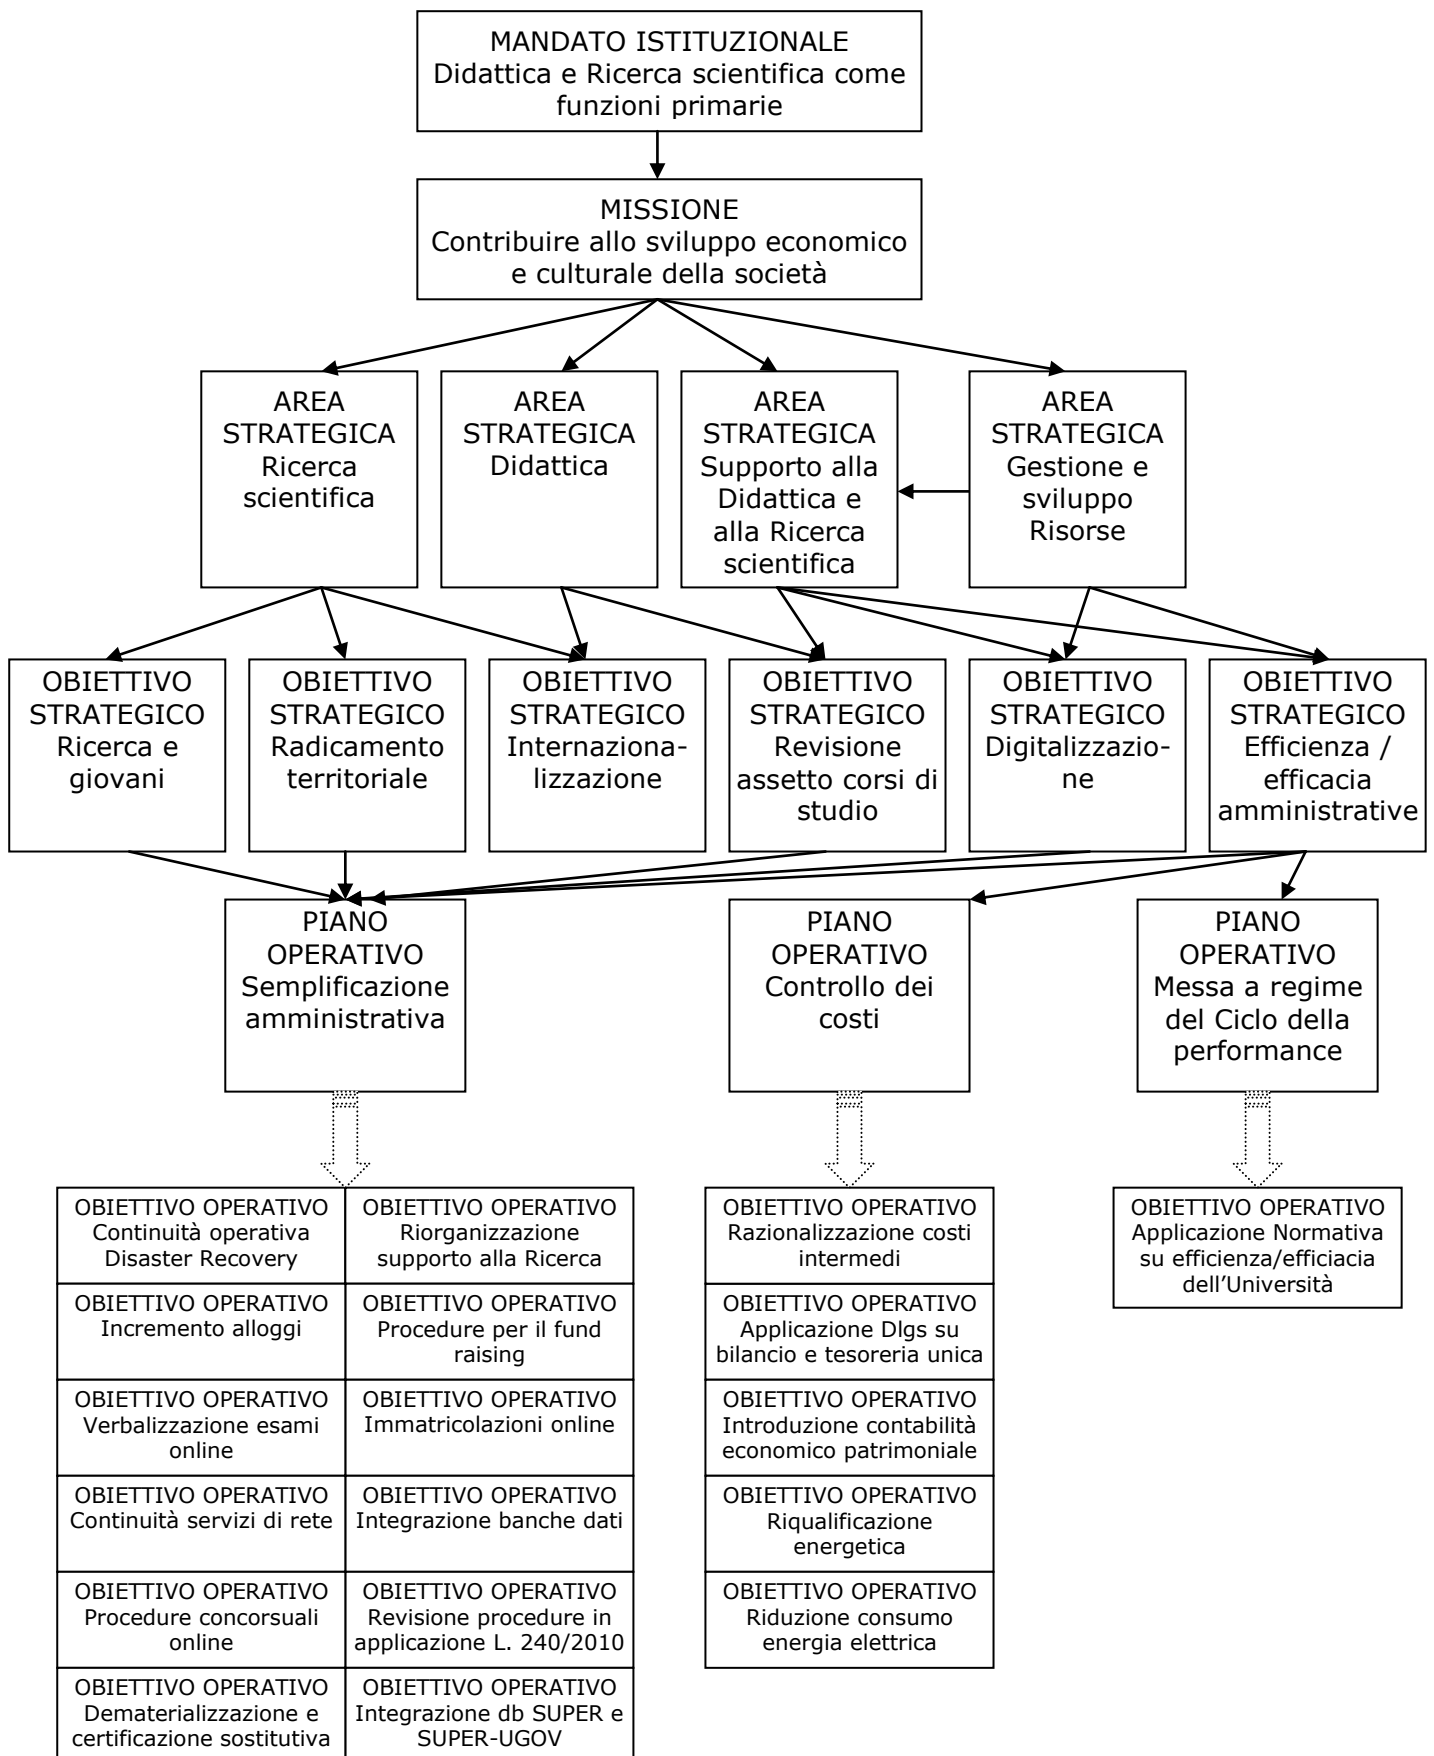 MANDATO ISTITUZIONALE
Didattica e Ricerca scientifica come
funzioni primarie
MISSIONE
Contribuire allo sviluppo economico
e culturale della società
AREA
STRATEGICA
Ricerca
scientifica
AREA
STRATEGICA
Didattica
AREA
STRATEGICA
Supporto alla
Didattica e
alla Ricerca
scientifica
AREA
STRATEGICA
Gestione e
sviluppo
Risorse
OBIETTIVO
STRATEGICO
Ricerca e
giovani
OBIETTIVO
STRATEGICO
Radicamento
territoriale
OBIETTIVO
STRATEGICO
Internaziona-
lizzazione
OBIETTIVO
STRATEGICO
Revisione
assetto corsi di
studio
OBIETTIVO
STRATEGICO
Digitalizzazio-
ne
OBIETTIVO
STRATEGICO
Efficienza /
efficacia
amministrative
PIANO
OPERATIVO
Semplificazione
amministrativa
PIANO
OPERATIVO
Controllo dei
costi
PIANO
OPERATIVO
Messa a regime
del Ciclo della
performance
OBIETTIVO OPERATIVO
Continuità operativa
Disaster Recovery
OBIETTIVO OPERATIVO
Riorganizzazione
supporto alla Ricerca
OBIETTIVO OPERATIVO
Incremento alloggi
OBIETTIVO OPERATIVO
Procedure per il fund
raising
OBIETTIVO OPERATIVO
Verbalizzazione esami
online
OBIETTIVO OPERATIVO
Immatricolazioni online
OBIETTIVO OPERATIVO
Continuità servizi di rete
OBIETTIVO OPERATIVO
Integrazione banche dati
OBIETTIVO OPERATIVO
Procedure concorsuali
online
OBIETTIVO OPERATIVO
Revisione procedure in
applicazione L. 240/2010
OBIETTIVO OPERATIVO
Dematerializzazione e
certificazione sostitutiva
OBIETTIVO OPERATIVO
Integrazione db SUPER e
SUPER-UGOV
OBIETTIVO OPERATIVO
Razionalizzazione costi
intermedi
OBIETTIVO OPERATIVO
Applicazione Dlgs su
bilancio e tesoreria unica
OBIETTIVO OPERATIVO
Introduzione contabilità
economico patrimoniale
OBIETTIVO OPERATIVO
Riqualificazione
energetica
OBIETTIVO OPERATIVO
Riduzione consumo
energia elettrica
OBIETTIVO OPERATIVO
Applicazione Normativa
su efficienza/efficiacia
dell'Università